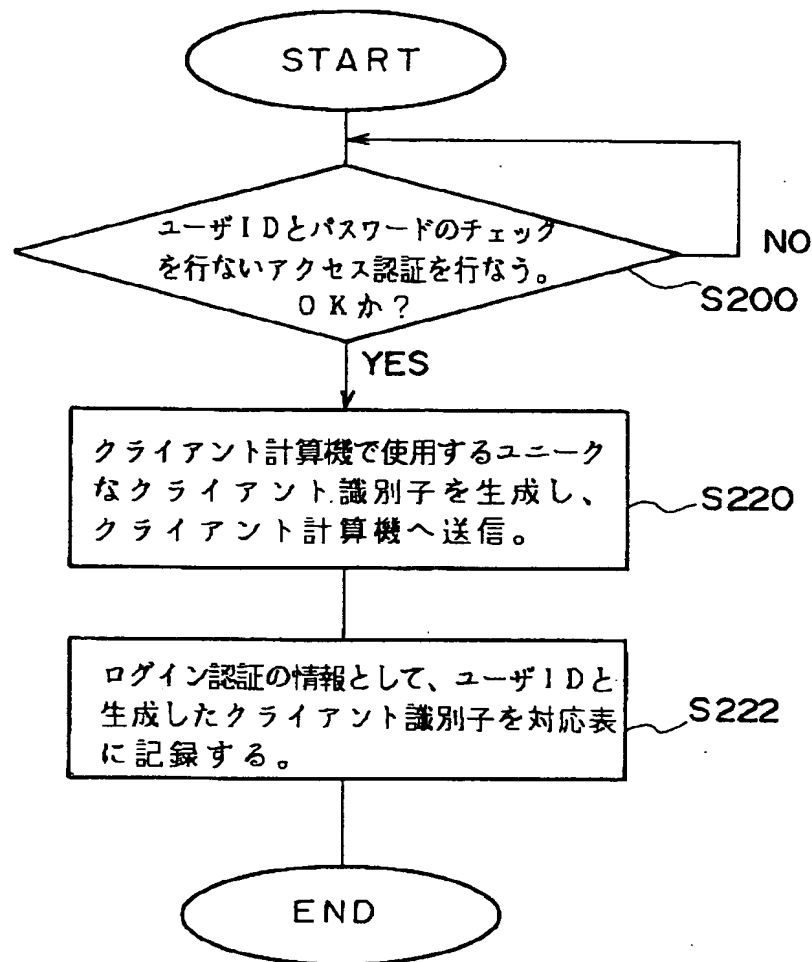 START
ユーザIDとパスワードのチェック
を行ないアクセス認証を行なう。
OKか?
NO
S200
YES
クライアント計算機で使用するユニーク
なクライアント識別子を生成し、
クライアント計算機へ送信。
S220
ログイン認証の情報として、ユーザIDと
生成したクライアント識別子を対応表
に記録する。
S222
END